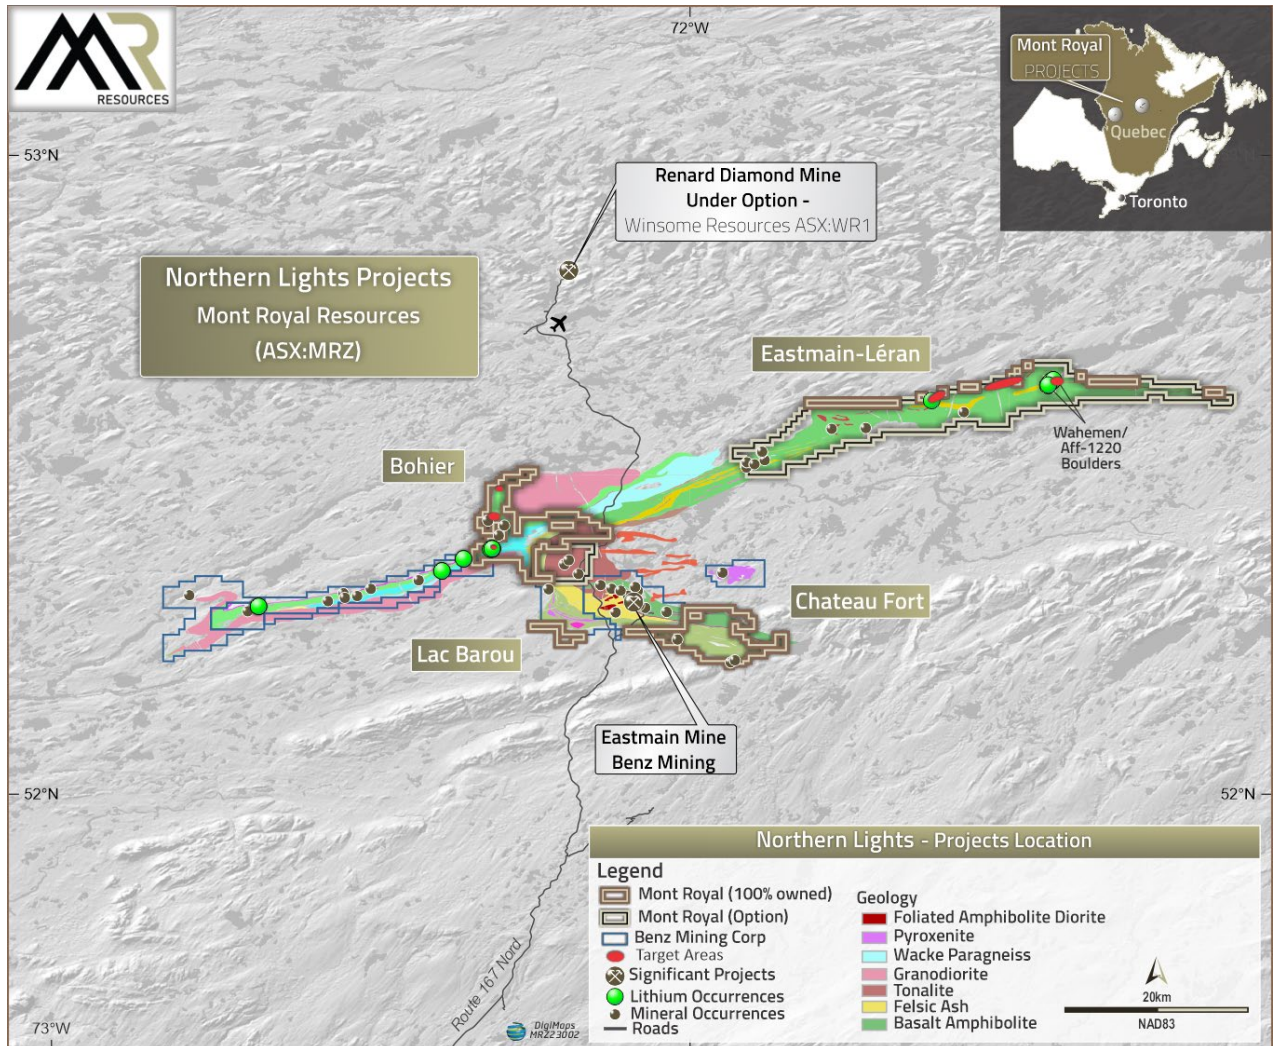 MR
RESOURCES
72°W
Mont Royal
PROJECTS
Quebec
Toronto
53°N
Renard Diamond Mine
Under Option -
Winsome Resources ASX:WR1
Northern Lights Projects
Mont Royal Resources
(ASX:MRZ)
Eastmain-Léran
Wahemen/
Aff-1220
Boulders
Bohier
Chateau Fort
Lac Barou
Eastmain Mine
Benz Mining
52°N
52°N
Northern Lights - Projects Location
Legend
Mont Royal (100% owned)
Mont Royal (Option)
Benz Mining Corp
Target Areas
Significant Projects
Lithium Occurrences
Mineral Occurrences
Roads
Geology
Foliated Amphibolite Diorite
Pyroxenite
Wacke Paragneiss
Granodiorite
Tonalite
Felsic Ash
Basalt Amphibolite
20km
NAD83
Route 167 Nord
73°W
DigiMaps
MRZ23002